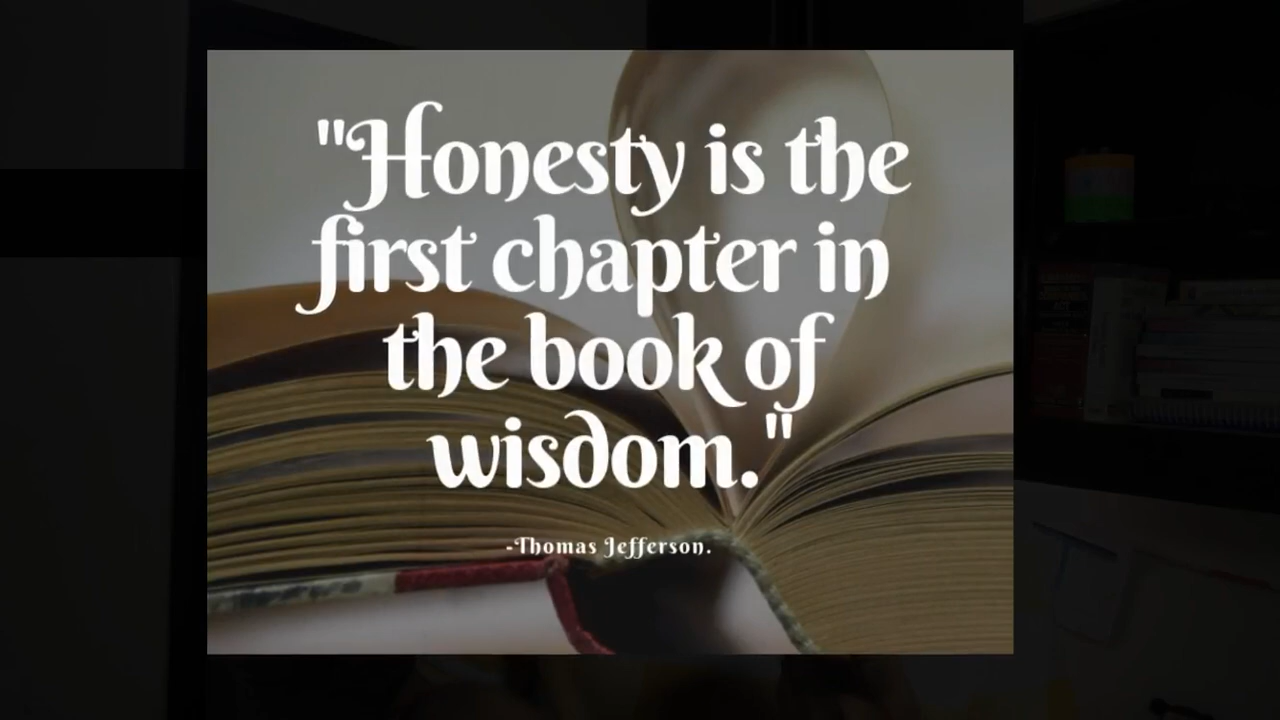 "Honesty is the
first chapter in
the book of
wisdom."
-Thomas Jefferson.